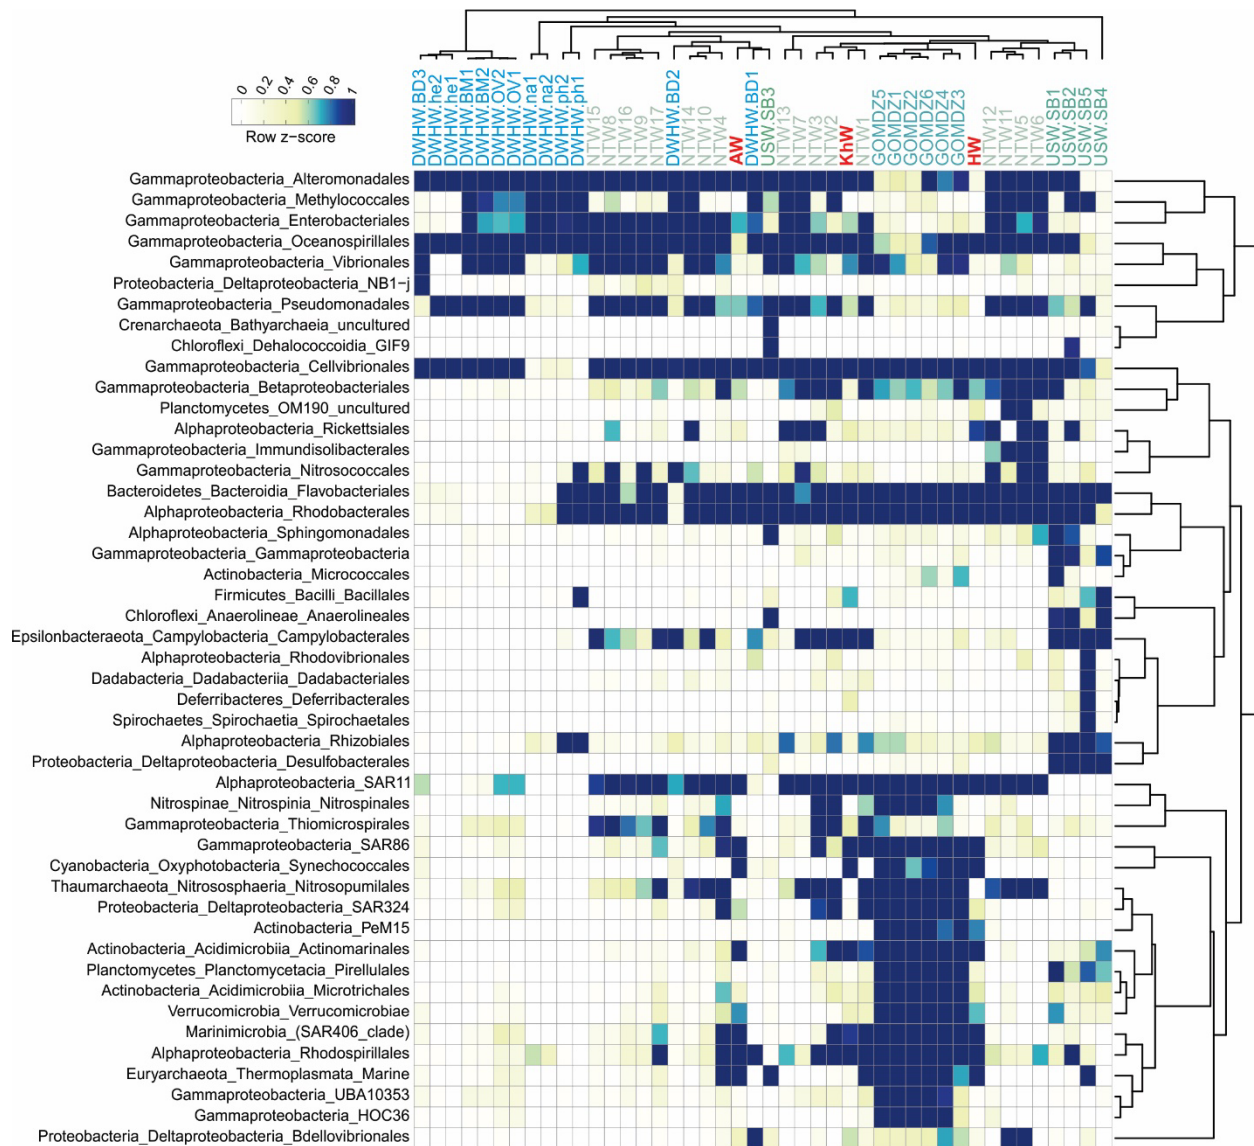 0 0.2 0.4 0.6 0.8 1
Row z-score
DWHW.BD3
DWHW.he2
DWHW.he1
DWHW.BM1
DWHW.BM2
DWHW.OV2
DWHW.OV1
DWHW.na1
DWHW.na2
DWHW.ph2
DWHW.ph1
NTW15
NTW8
NTW16
NTW9
NTW17
DWHW.BD2
NTW14
NTW10
NTW4
AW
DWHW.BD1
USW.SB3
NTW13
NTW7
NTW3
NTW2
KhW
NTW1
GOMDZ5
GOMDZ1
GOMDZ2
GOMDZ6
GOMDZ4
GOMDZ3
HW
NTW12
NTW11
NTW5
NTW6
USW.SB1
USW.SB2
USW.SB5
USW.SB4
Gammaproteobacteria_Alteromonadales
Gammaproteobacteria_Methylococcales
Gammaproteobacteria_Enterobacteriales
Gammaproteobacteria_Oceanospirillales
Gammaproteobacteria_Vibrionales
Proteobacteria_Deltaproteobacteria_NB1−j
Gammaproteobacteria_Pseudomonadales
Crenarchaeota_Bathyarchaeia_uncultured
Chloroflexi_Dehalococcoidia_GIF9
Gammaproteobacteria_Cellvibrionales
Gammaproteobacteria_Betaproteobacteriales
Planctomycetes_OM190_uncultured
Alphaproteobacteria_Rickettsiales
Gammaproteobacteria_Immundisolibacterales
Gammaproteobacteria_Nitrosococcales
Bacteroidetes_Bacteroidia_Flavobacteriales
Alphaproteobacteria_Rhodobacterales
Alphaproteobacteria_Sphingomonadales
Gammaproteobacteria_Gammaproteobacteria
Actinobacteria_Micrococcales
Firmicutes_Bacilli_Bacillales
Chloroflexi_Anaerolineae_Anaerolineales
Epsilonbacteraeota_Campylobacteria_Campylobacterales
Alphaproteobacteria_Rhodovibrionales
Dadabacteria_Dadabacteriia_Dadabacteriales
Deferribacteres_Deferribacterales
Spirochaetes_Spirochaetia_Spirochaetales
Alphaproteobacteria_Rhizobiales
Proteobacteria_Deltaproteobacteria_Desulfobacterales
Alphaproteobacteria_SAR11
Nitrospinae_Nitrospinia_Nitrospinales
Gammaproteobacteria_Thiomicrospirales
Gammaproteobacteria_SAR86
Cyanobacteria_Oxyphotobacteria_Synechococcales
Thaumarchaeota_Nitrososphaeria_Nitrosopumilales
Proteobacteria_Deltaproteobacteria_SAR324
Actinobacteria_PeM15
Actinobacteria_Acidimicrobiia_Actinomarinales
Planctomycetes_Planctomycetacia_Pirellulales
Actinobacteria_Acidimicrobiia_Microtrichales
Verrucomicrobia_Verrucomicrobiae
Marinimicrobia_(SAR406_clade)
Alphaproteobacteria_Rhodospirillales
Euryarchaeota_Thermoplasmata_Marine
Gammaproteobacteria_UBA10353
Gammaproteobacteria_HOC36
Proteobacteria_Deltaproteobacteria_Bdellovibrionales